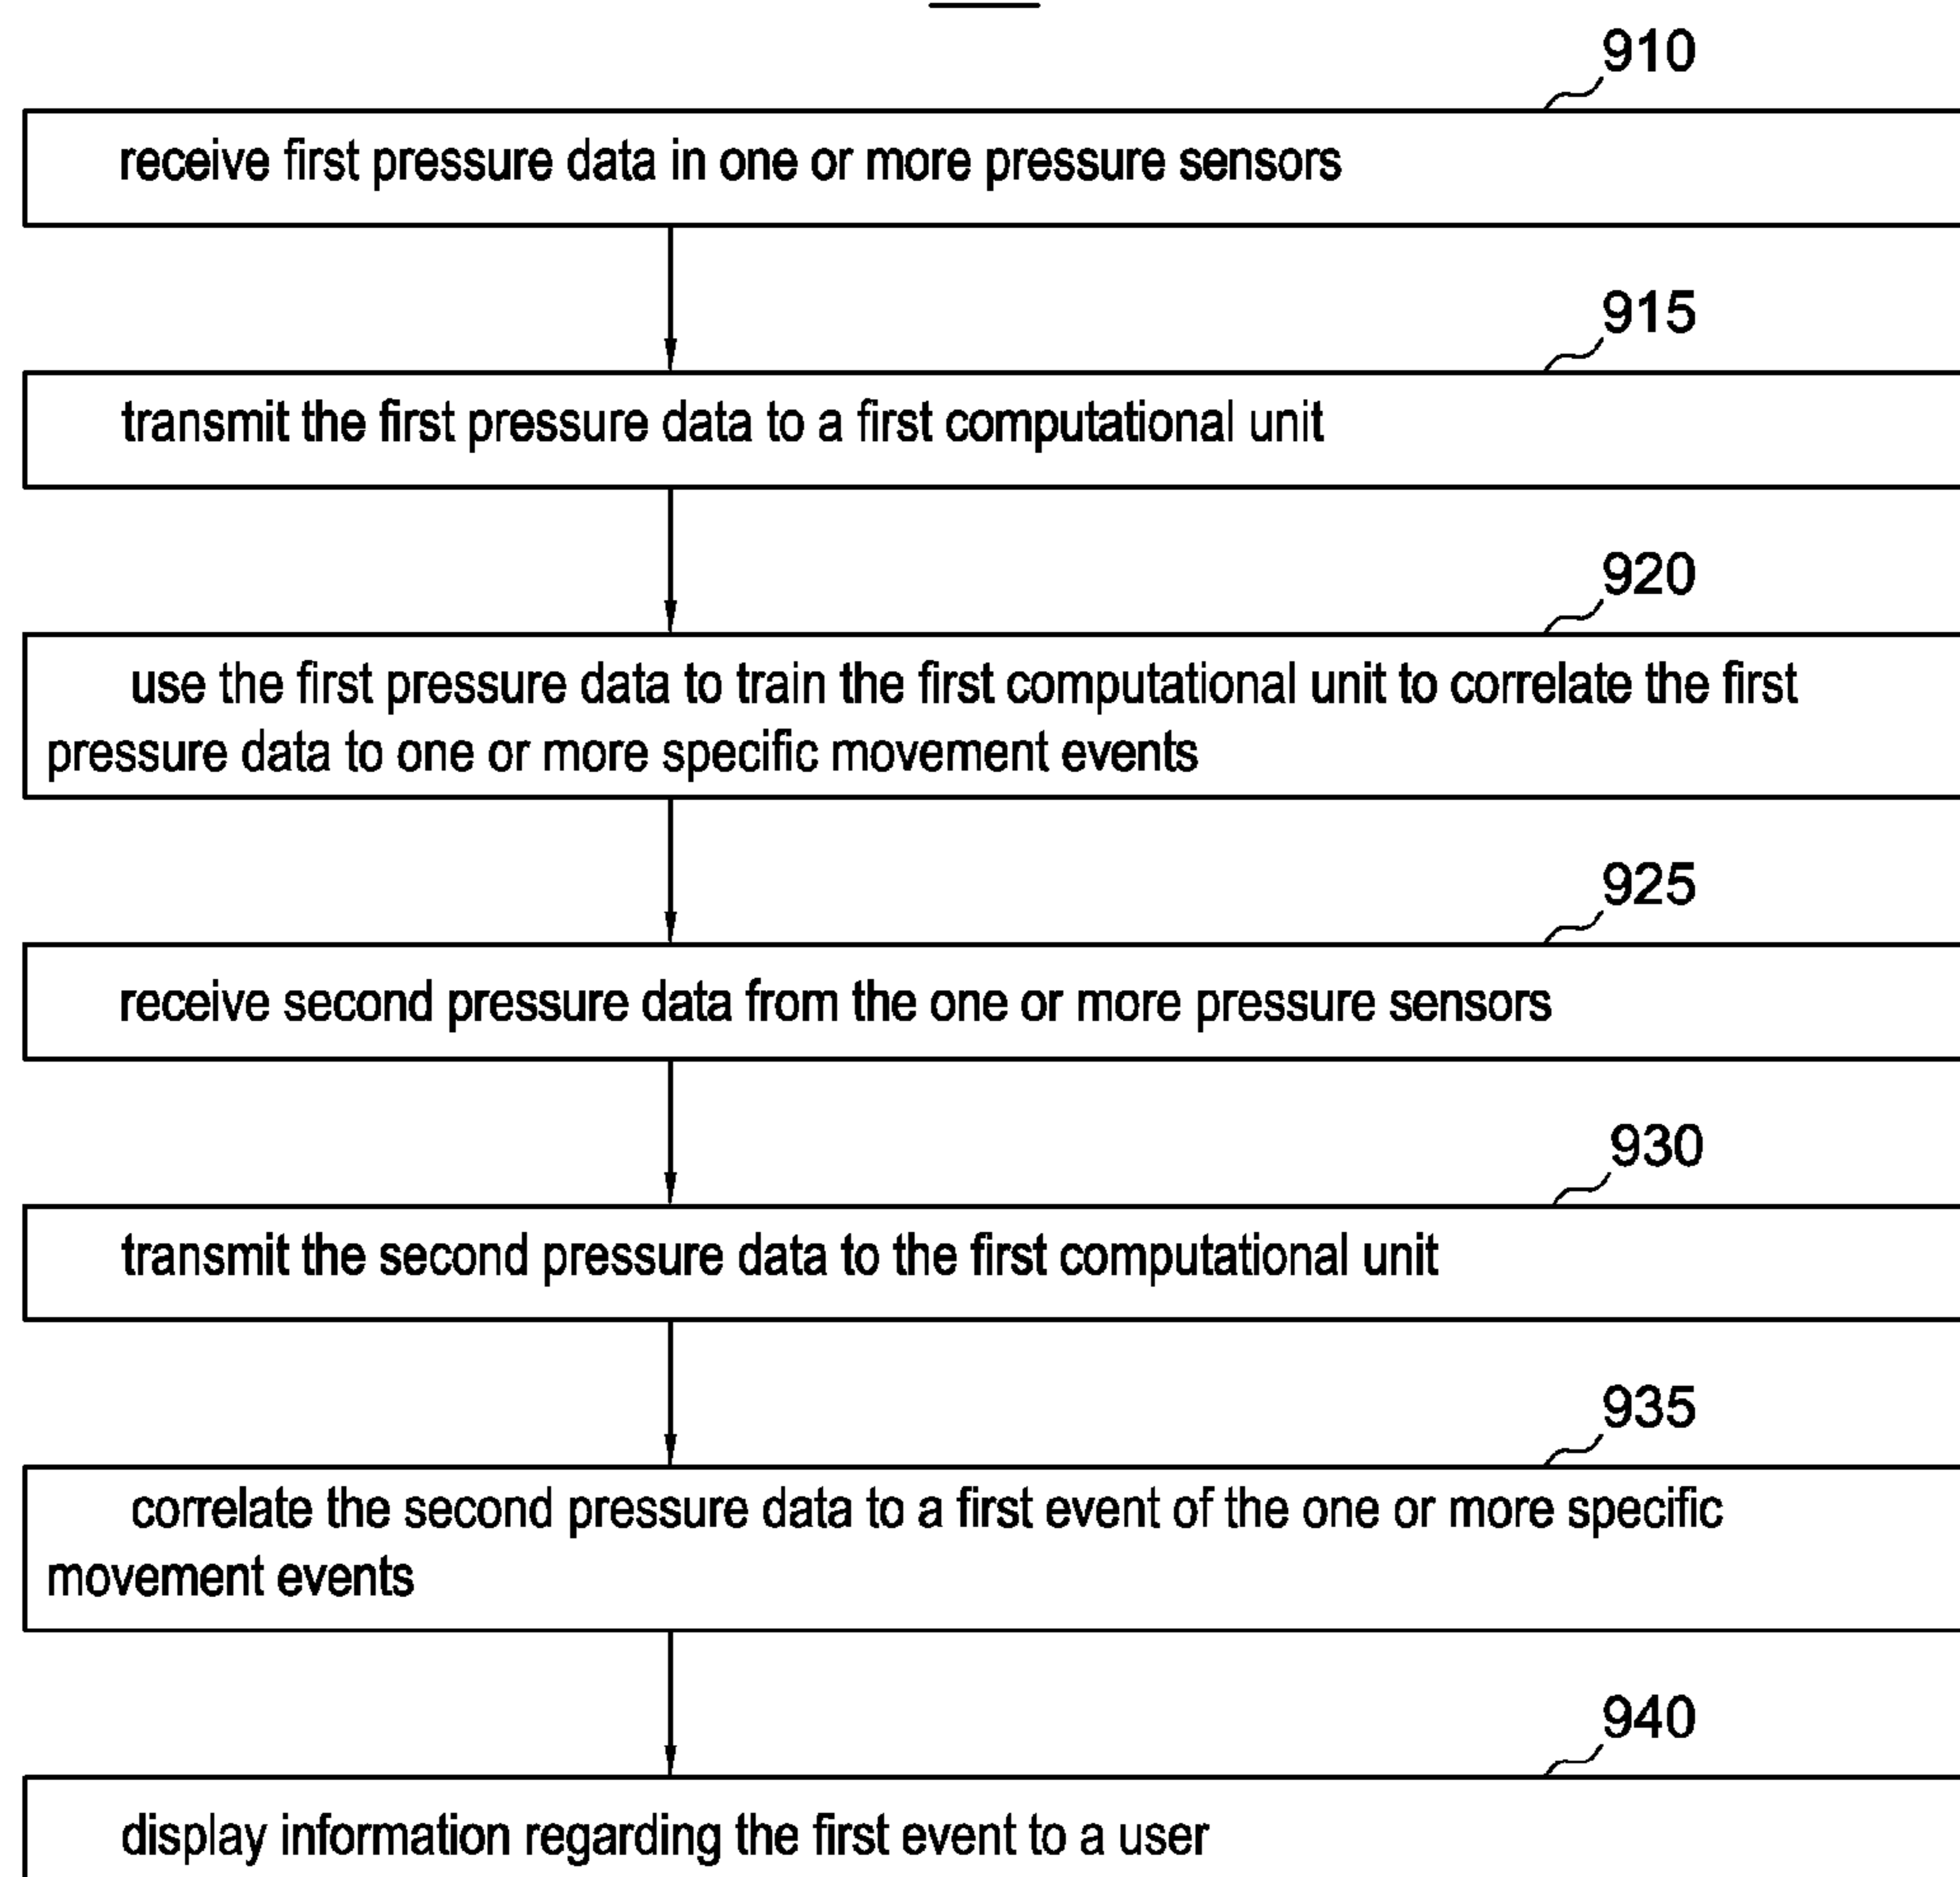 910
receive first pressure data in one or more pressure sensors
915
transmit the first pressure data to a first computational unit
920
use the first pressure data to train the first computational unit to correlate the first
pressure data to one or more specific movement events
925
receive second pressure data from the one or more pressure sensors
930
transmit the second pressure data to the first computational unit
935
correlate the second pressure data to a first event of the one or more specific
movement events
940
display information regarding the first event to a user